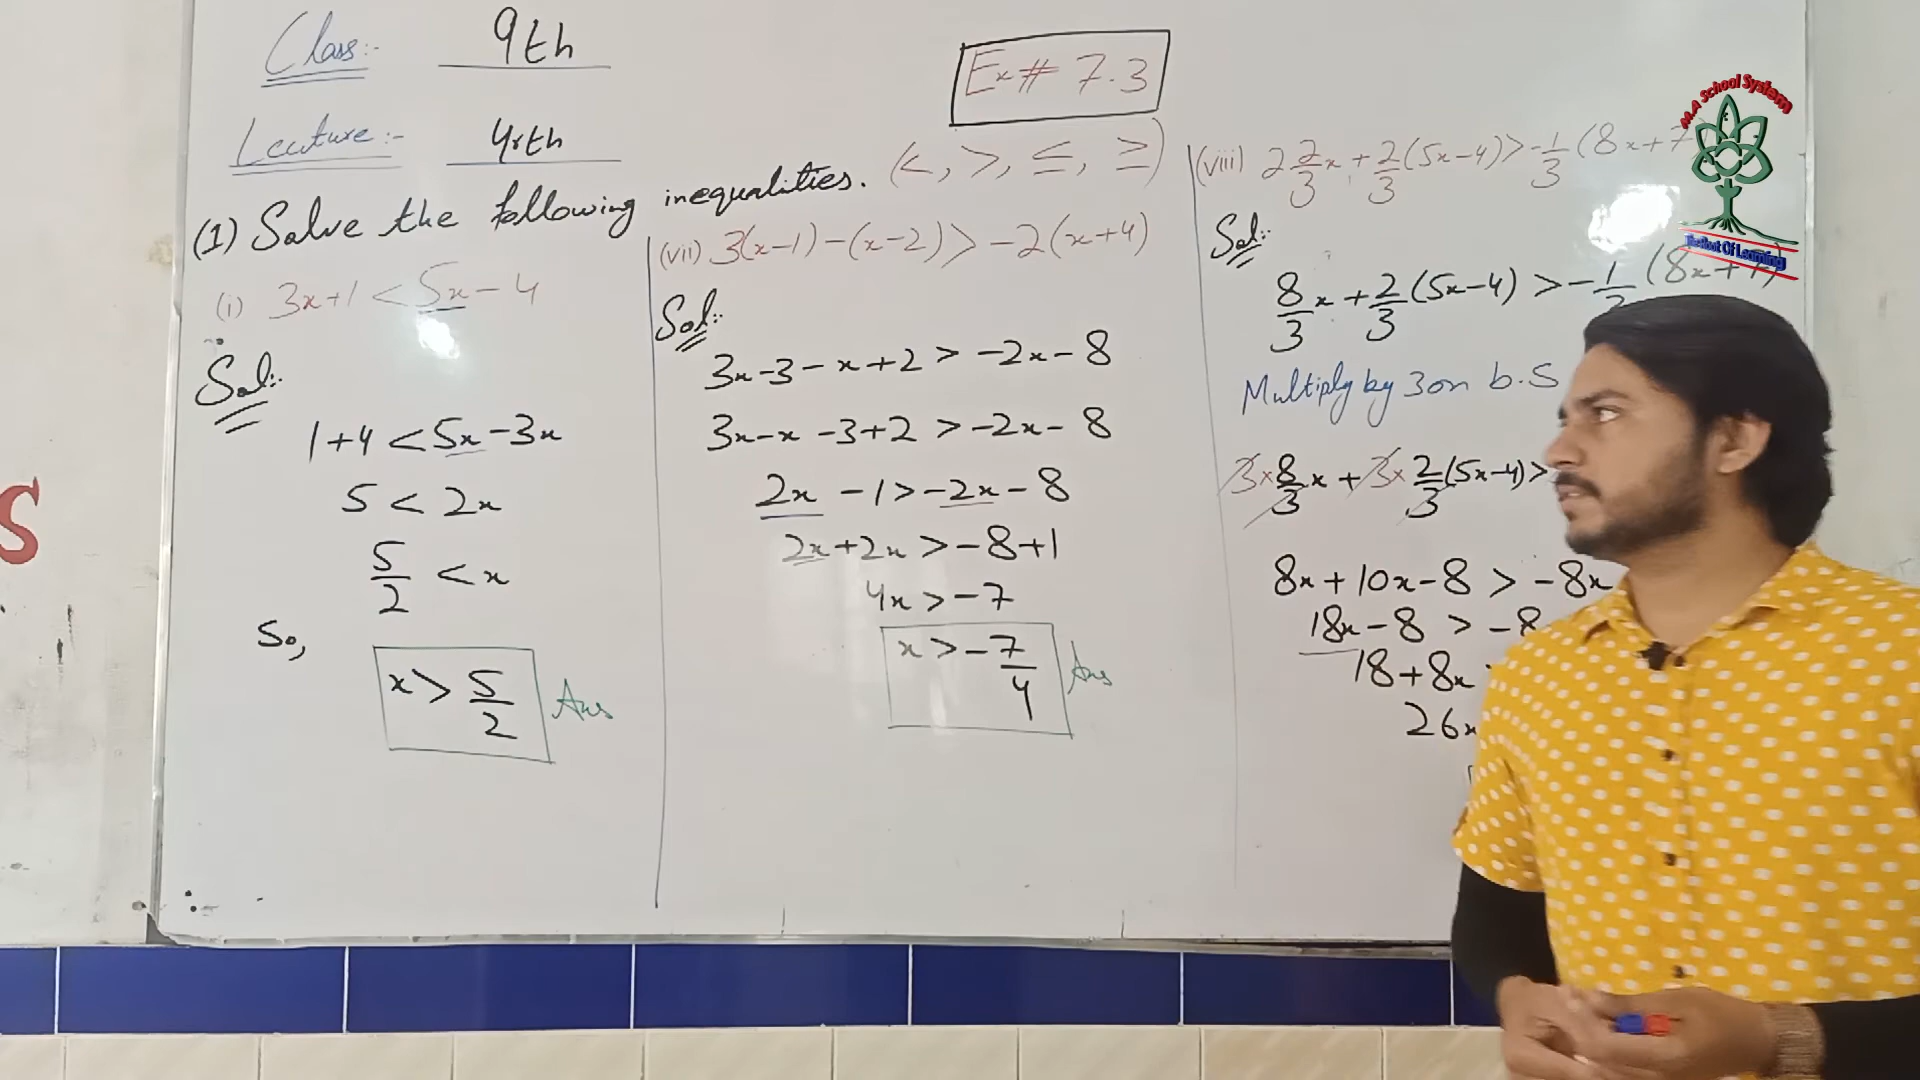 Class:- 9th
Lecture:- 4rth
Ex# 7.3
(1) Solve the following inequalities. (<, >, ≤, ≥)
(i) 3x+1 < 5x-4
Sol:-
1+4 < 5x-3x
5 < 2x
5/2 < x
So,
x > 5/2 Ans
(vii) 3(x-1)-(x-2) > -2(x+4)
Sol:-
3x-3-x+2 > -2x-8
3x-x-3+2 > -2x-8
2x-1 > -2x-8
2x+2x > -8+1
4x > -7
x > -7/4 Ans
(viii) 2 2/3x+2/3(5x-4) > -1/3(8x+7
Sol:-
8/3x+2/3(5x-4) > -1/3(8x+7)
Multiply by 3 on b.S
3×8/3x+3×2/3(5x-4) >
8x+10x-8 > -8x
18x-8 > -8
18+8x
26x
M.A School System
The Root Of Learning
S